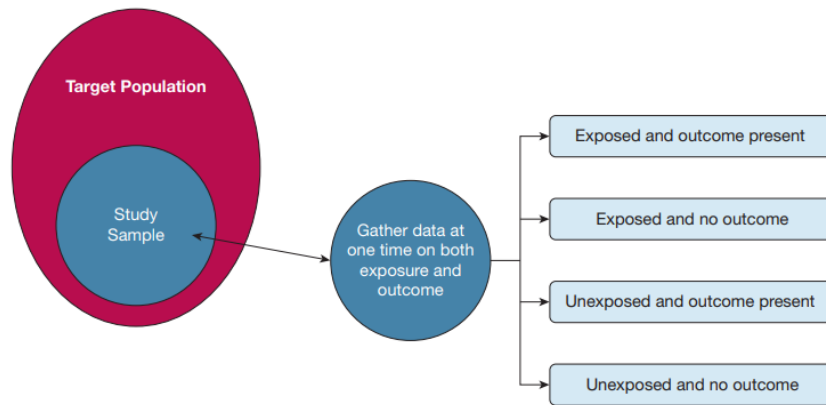 Target Population
Study
Sample
Gather data at
one time on both
exposure and
outcome
Exposed and outcome present
Exposed and no outcome
Unexposed and outcome present
Unexposed and no outcome